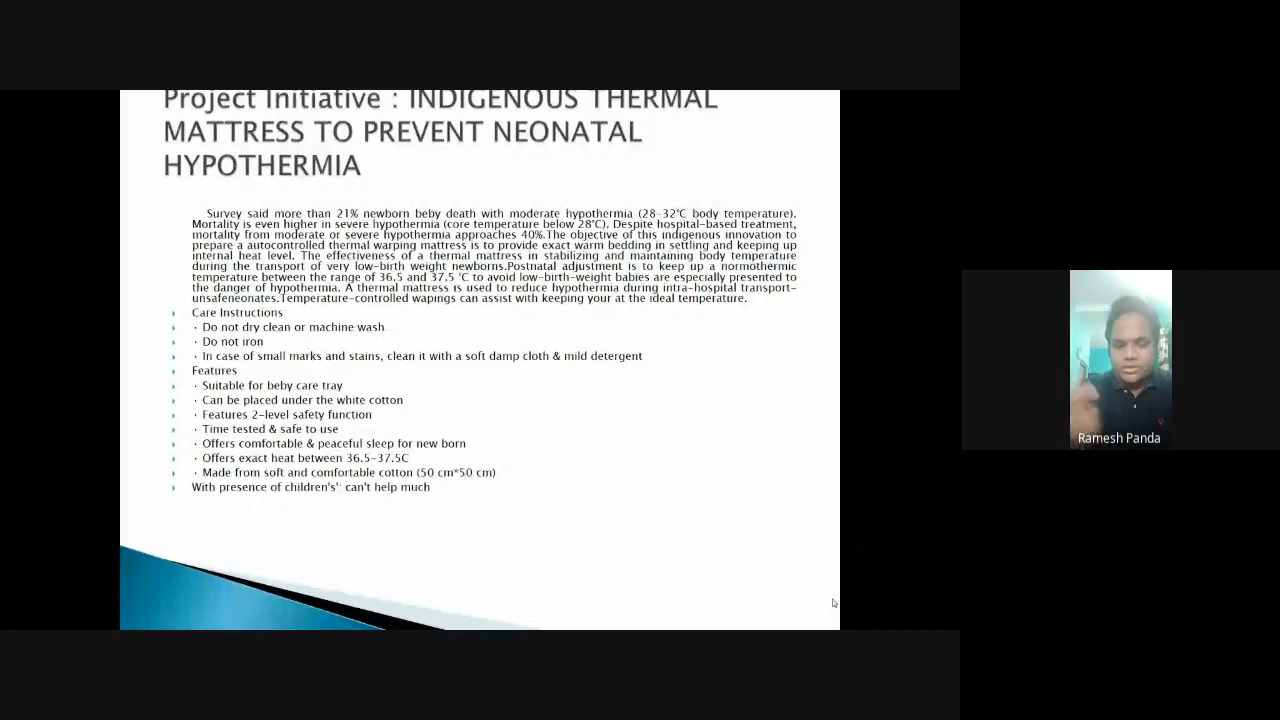 Project Initiative : INDIGENOUS THERMAL
MATTRESS TO PREVENT NEONATAL
HYPOTHERMIA
Survey said more than 21% newborn beby death with moderate hypothermia (28-32°C body temperature).
Mortality is even higher in severe hypothermia (core temperature below 28°C). Despite hospital-based treatment,
mortality from moderate or severe hypothermia approaches 40%.The objective of this indigenous innovation to
prepare a autocontrolled thermal warping mattress is to provide exact warm bedding in settling and keeping up
internal heat level. The effectiveness of a thermal mattress in stabilizing and maintaining body temperature
during the transport of very low-birth weight newborns.Postnatal adjustment is to keep up a normothermic
temperature between the range of 36.5 and 37.5 °C to avoid low-birth-weight babies are especially presented to
the danger of hypothermia. A thermal mattress is used to reduce hypothermia during intra-hospital transport-
unsafeneonates.Temperature-controlled wapings can assist with keeping your at the ideal temperature.
Care Instructions
· Do not dry clean or machine wash
· Do not iron
· In case of small marks and stains, clean it with a soft damp cloth & mild detergent
Features
· Suitable for beby care tray
· Can be placed under the white cotton
· Features 2-level safety function
· Time tested & safe to use
· Offers comfortable & peaceful sleep for new born
· Offers exact heat between 36.5-37.5C
· Made from soft and comfortable cotton (50 cm*50 cm)
With presence of children's': can't help much
Ramesh Panda